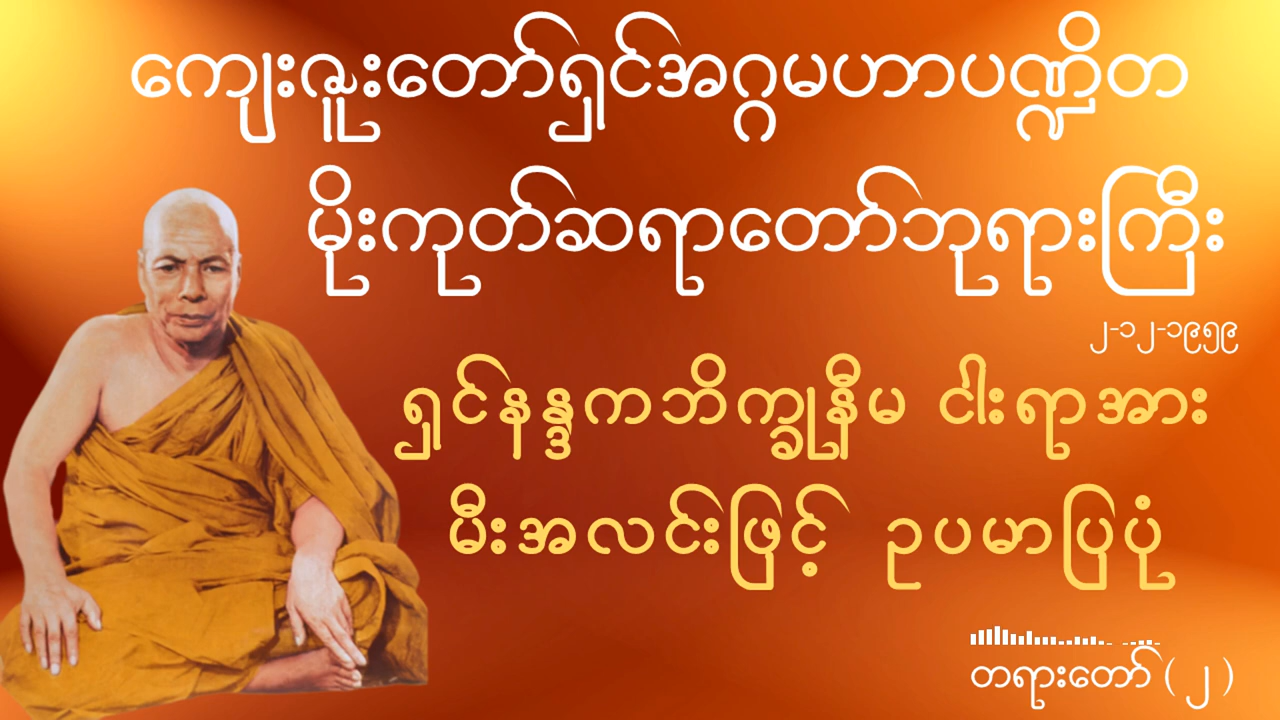 ကျေးဇူးတော်ရှင်အဂ္ဂမဟာပဏ္ဍိတ
မိုးကုတ်ဆရာတော်ဘုရားကြီး
၂-၁၂-၁၉၅၉
ရှင်နန္ဒကဘိက္ခုနီမ ငါးရာအား
မီးအလင်းဖြင့် ဥပမာပြပုံ
တရားတော် (၂)